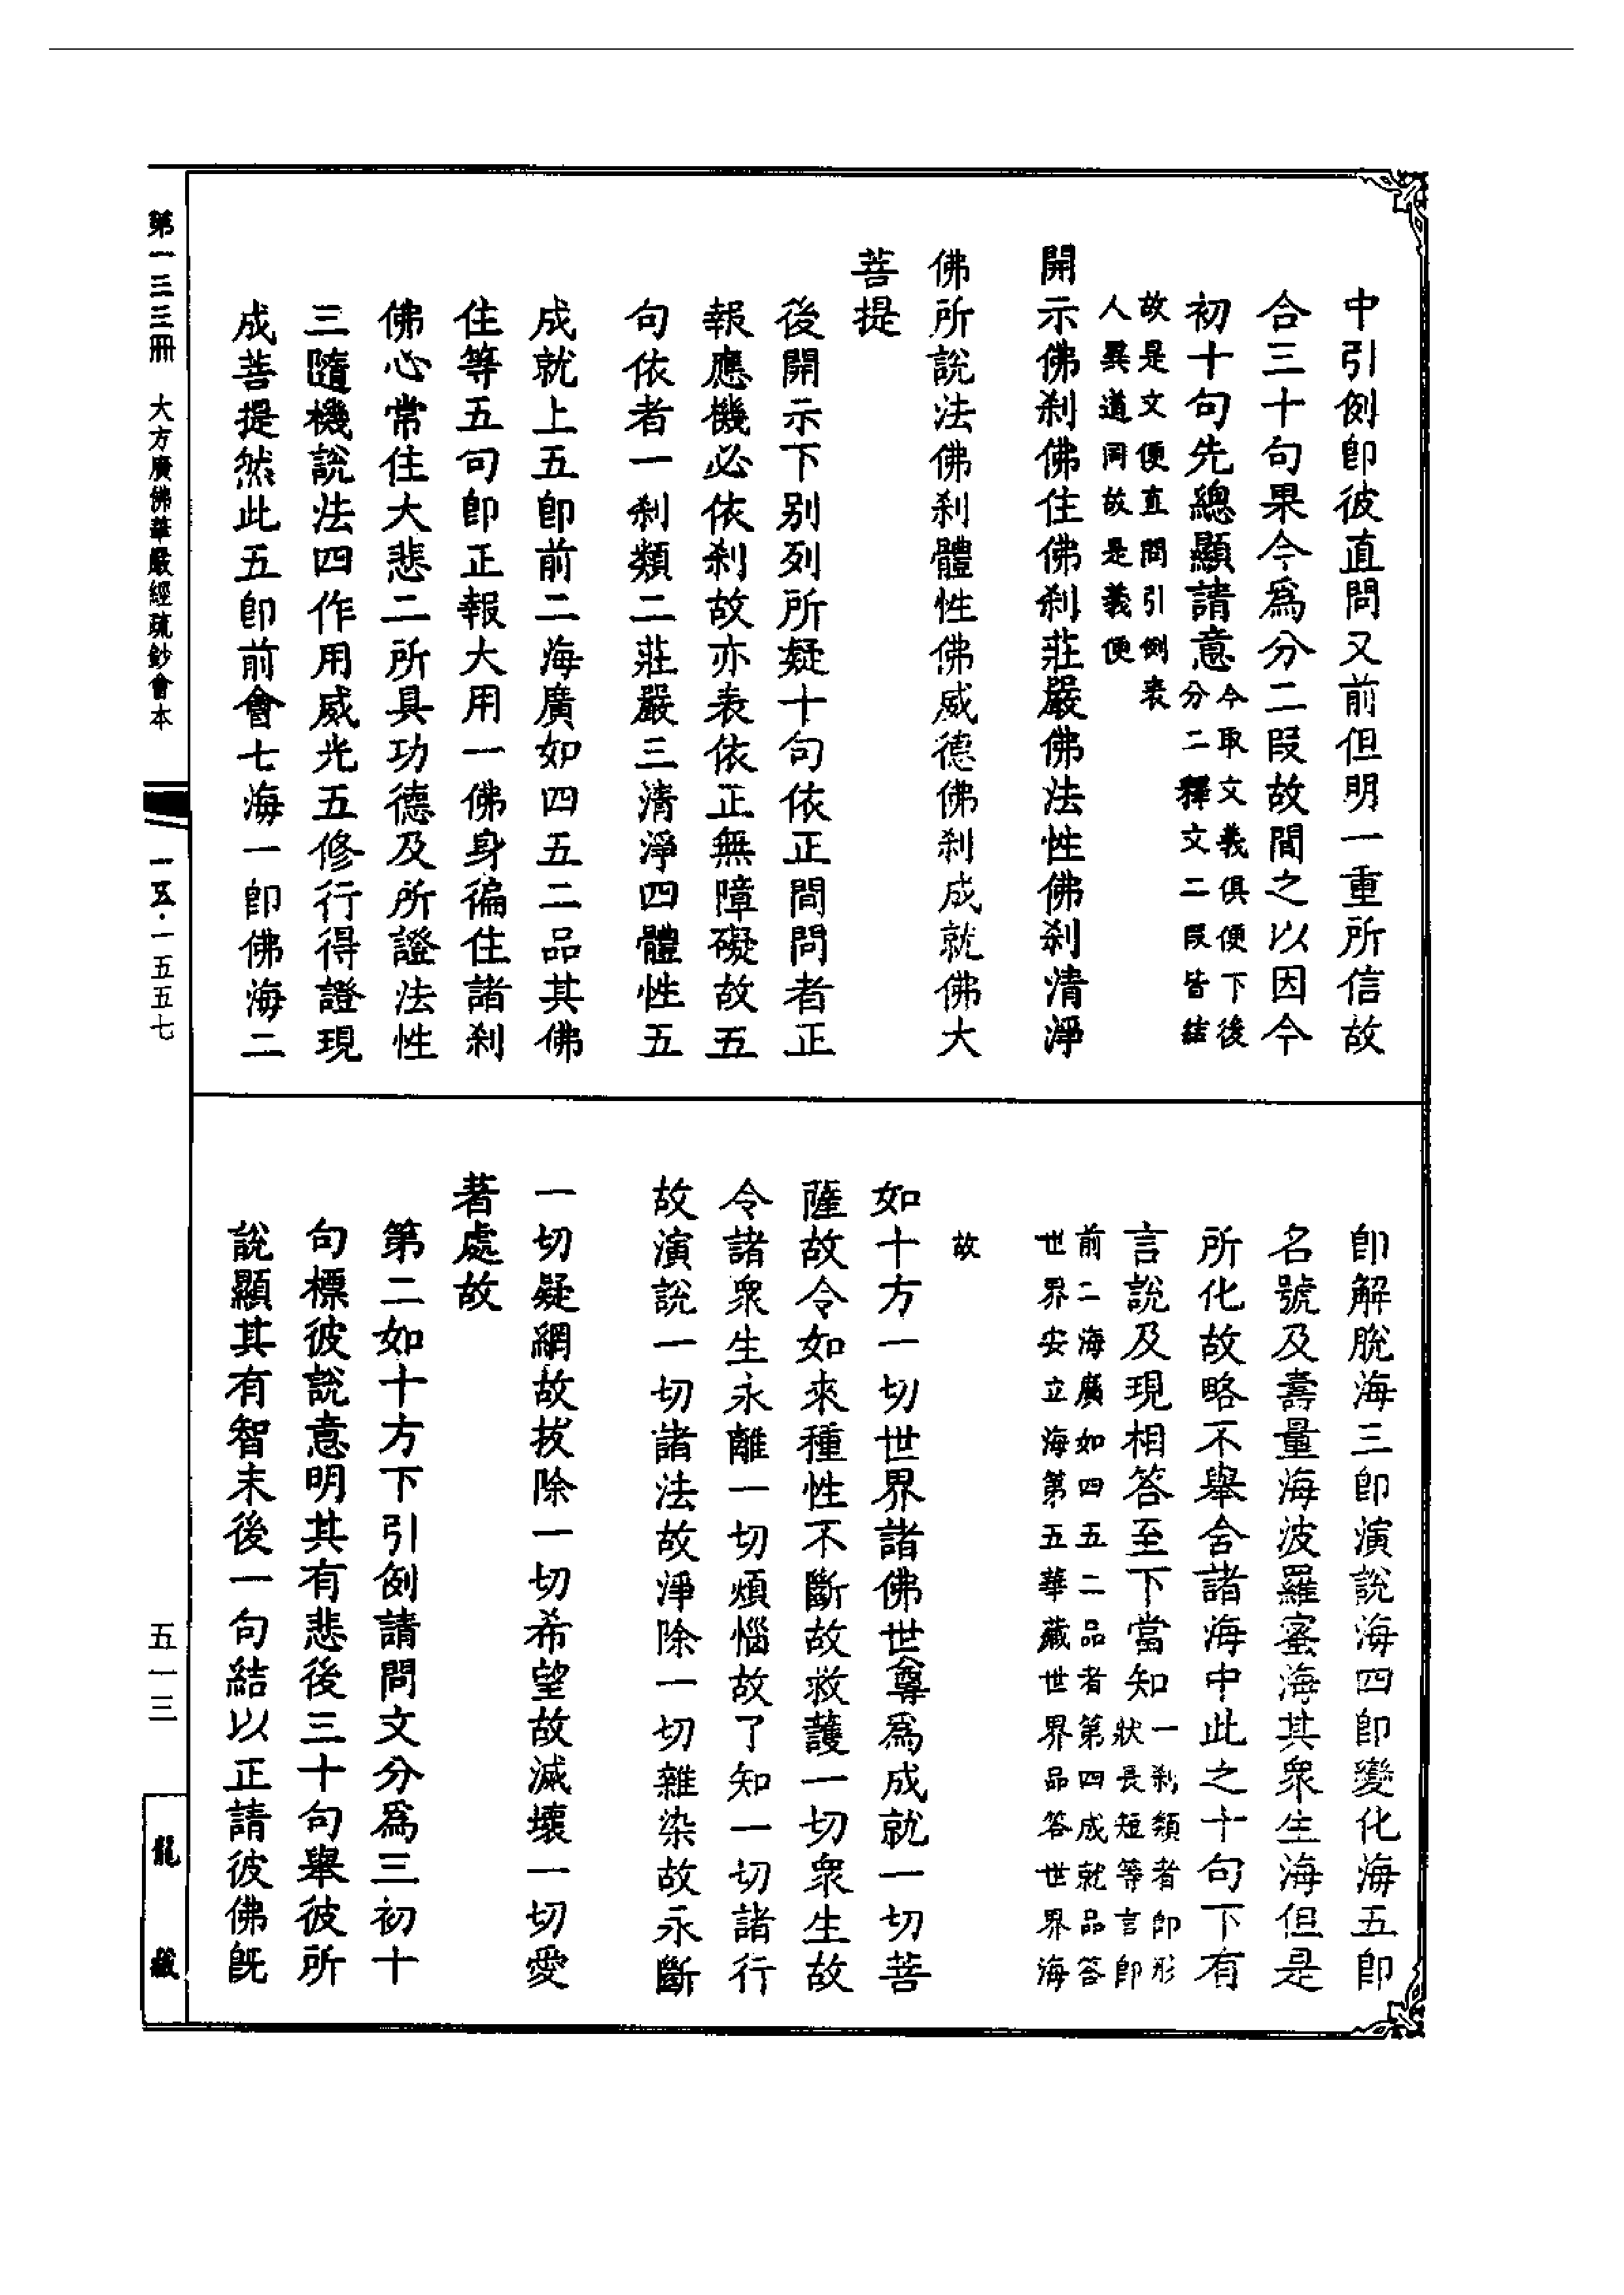 中引例卽彼直問又前但明一重所信故
合三十句果今爲分二段故間之以因今
初十句先總顯請意今取文義俱便下後
分二釋文二段皆結
故是文便直問引例表
人異道同故是義便
開示佛刹佛住佛刹莊嚴佛法性佛刹清淨
佛所說法佛刹體性佛威德佛刹成就佛大
菩提
後開示下别列所疑十句依正間問者正
報應機必依刹故亦表依正無障礙故五
句依者一刹類二莊嚴三清淨四體性五
成就上五卽前二海廣如四五二品其佛
住等五句卽正報大用一佛身徧住諸刹
佛心常住大悲二所具功德及所證法性
三隨機說法四作用威光五修行得證現
成菩提然此五卽前會七海一卽佛海二
卽解脫海三卽演說海四卽變化海五卽
名號及壽量海波羅蜜海其衆生海但是
所化故略不舉舍諸海中此之十句下有
言說及現相答至下當知一刹類者卽形
狀長短等言卽
前二海廣如四五二品者第四成就品答
世界安立海第五華藏世界品答世界海
故
如十方一切世界諸佛世尊爲成就一切菩
薩故令如來種性不斷故救護一切衆生故
令諸衆生永離一切煩惱故了知一切諸行
故演說一切諸法故淨除一切雜染故永斷
一切疑網故拔除一切希望故滅壞一切愛
著處故
第二如十方下引例請問文分爲三初十
句標彼說意明其有悲後三十句舉彼所
說顯其有智末後一句結以正請彼佛旣
第一三三冊　大方廣佛華嚴經疏鈔會本
一五·一五五七
五一三
龍藏